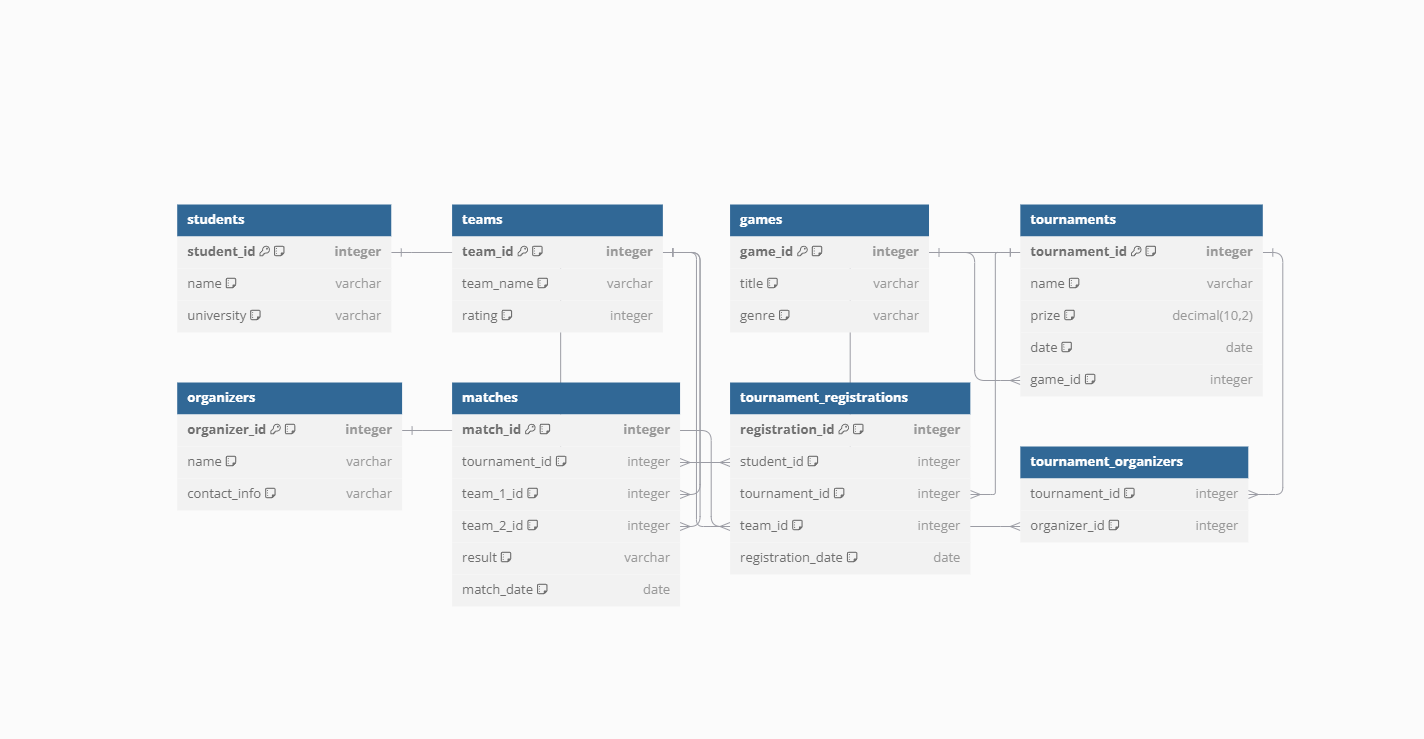 students
student_id integer
name varchar
university varchar
teams
team_id integer
team_name varchar
rating integer
games
game_id integer
title varchar
genre varchar
tournaments
tournament_id integer
name varchar
prize decimal(10,2)
date date
game_id integer
organizers
organizer_id integer
name varchar
contact_info varchar
matches
match_id integer
tournament_id integer
team_1_id integer
team_2_id integer
result varchar
match_date date
tournament_registrations
registration_id integer
student_id integer
tournament_id integer
team_id integer
registration_date date
tournament_organizers
tournament_id integer
organizer_id integer